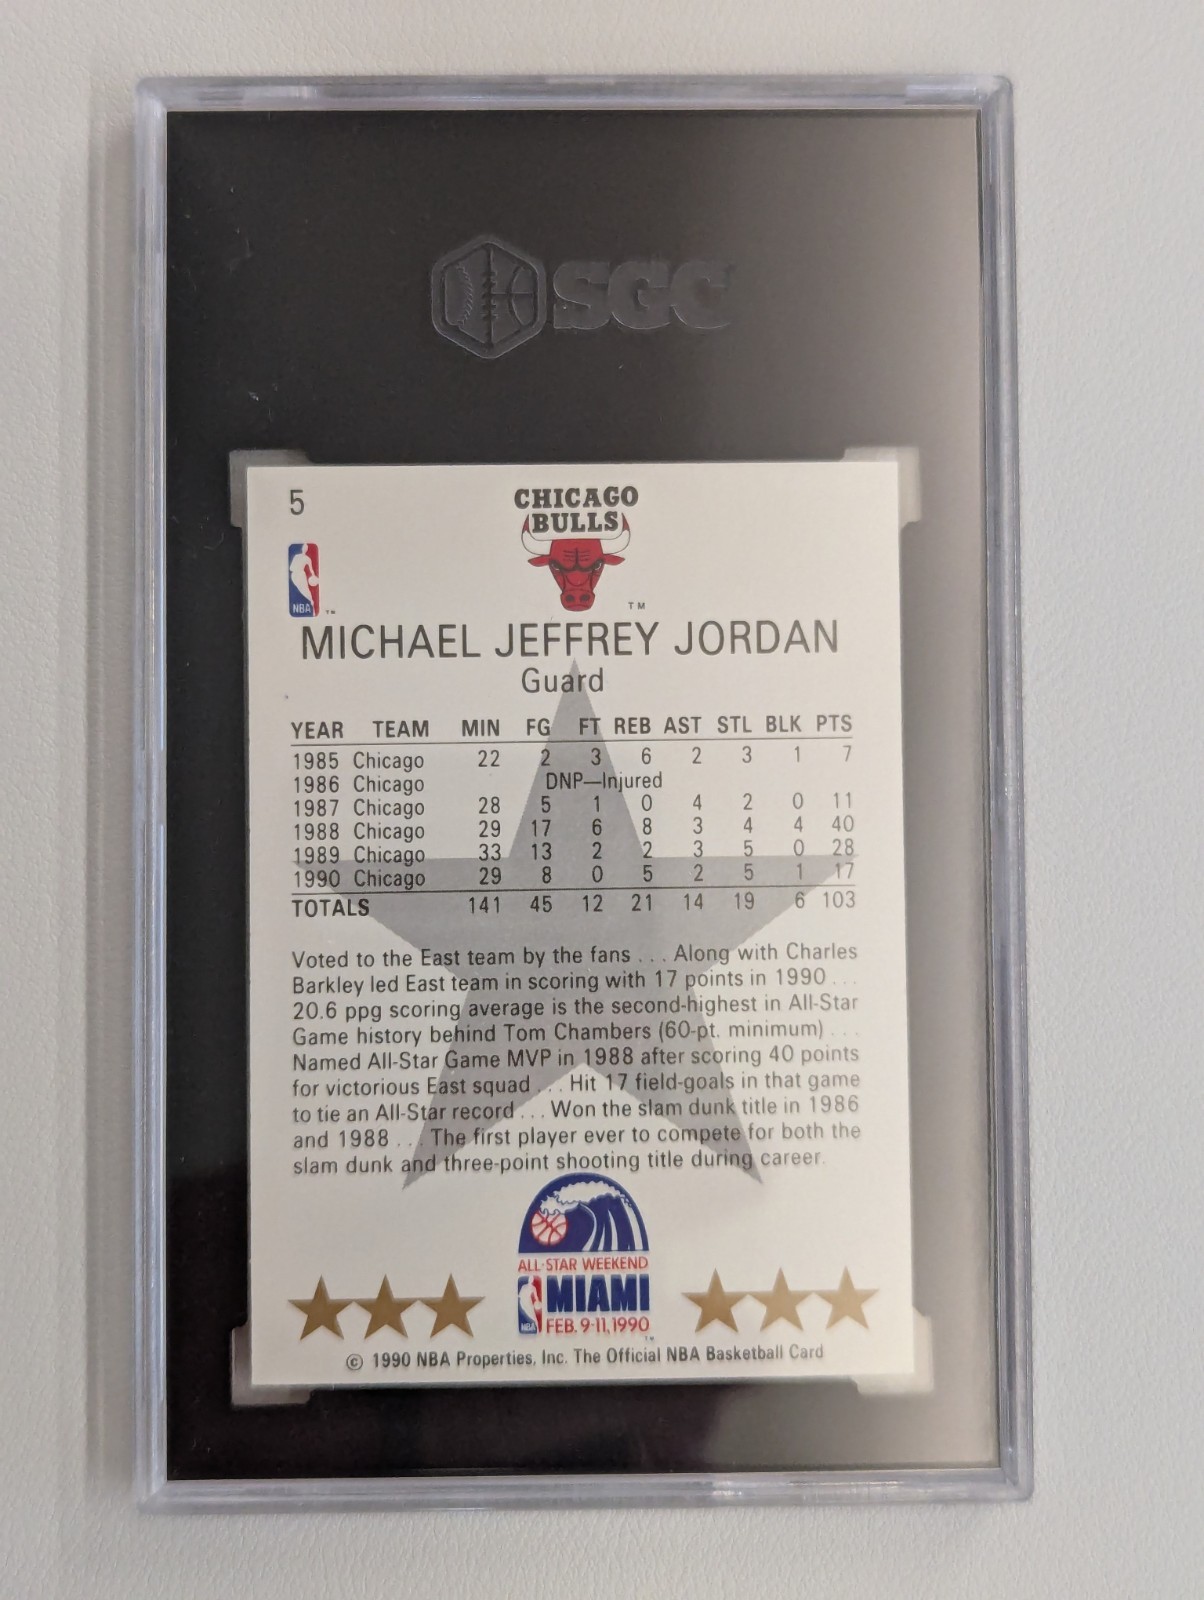 SGC
5
CHICAGO
BULLS
NBA ™
™
MICHAEL JEFFREY JORDAN
Guard
YEAR TEAM MIN FG FT REB AST STL BLK PTS
1985 Chicago 22 2 3 6 2 3 1 7
1986 Chicago DNP—Injured
1987 Chicago 28 5 1 0 4 2 0 11
1988 Chicago 29 17 6 8 3 4 4 40
1989 Chicago 33 13 2 2 3 5 0 28
1990 Chicago 29 8 0 5 2 5 1 17
TOTALS 141 45 12 21 14 19 6 103
Voted to the East team by the fans . . . Along with Charles
Barkley led East team in scoring with 17 points in 1990 . . .
20.6 ppg scoring average is the second-highest in All-Star
Game history behind Tom Chambers (60-pt. minimum) . . .
Named All-Star Game MVP in 1988 after scoring 40 points
for victorious East squad . . . Hit 17 field-goals in that game
to tie an All-Star record . . . Won the slam dunk title in 1986
and 1988 . . . The first player ever to compete for both the
slam dunk and three-point shooting title during career.
ALL-STAR WEEKEND
MIAMI
NBA FEB. 9-11, 1990
™
© 1990 NBA Properties, Inc. The Official NBA Basketball Card